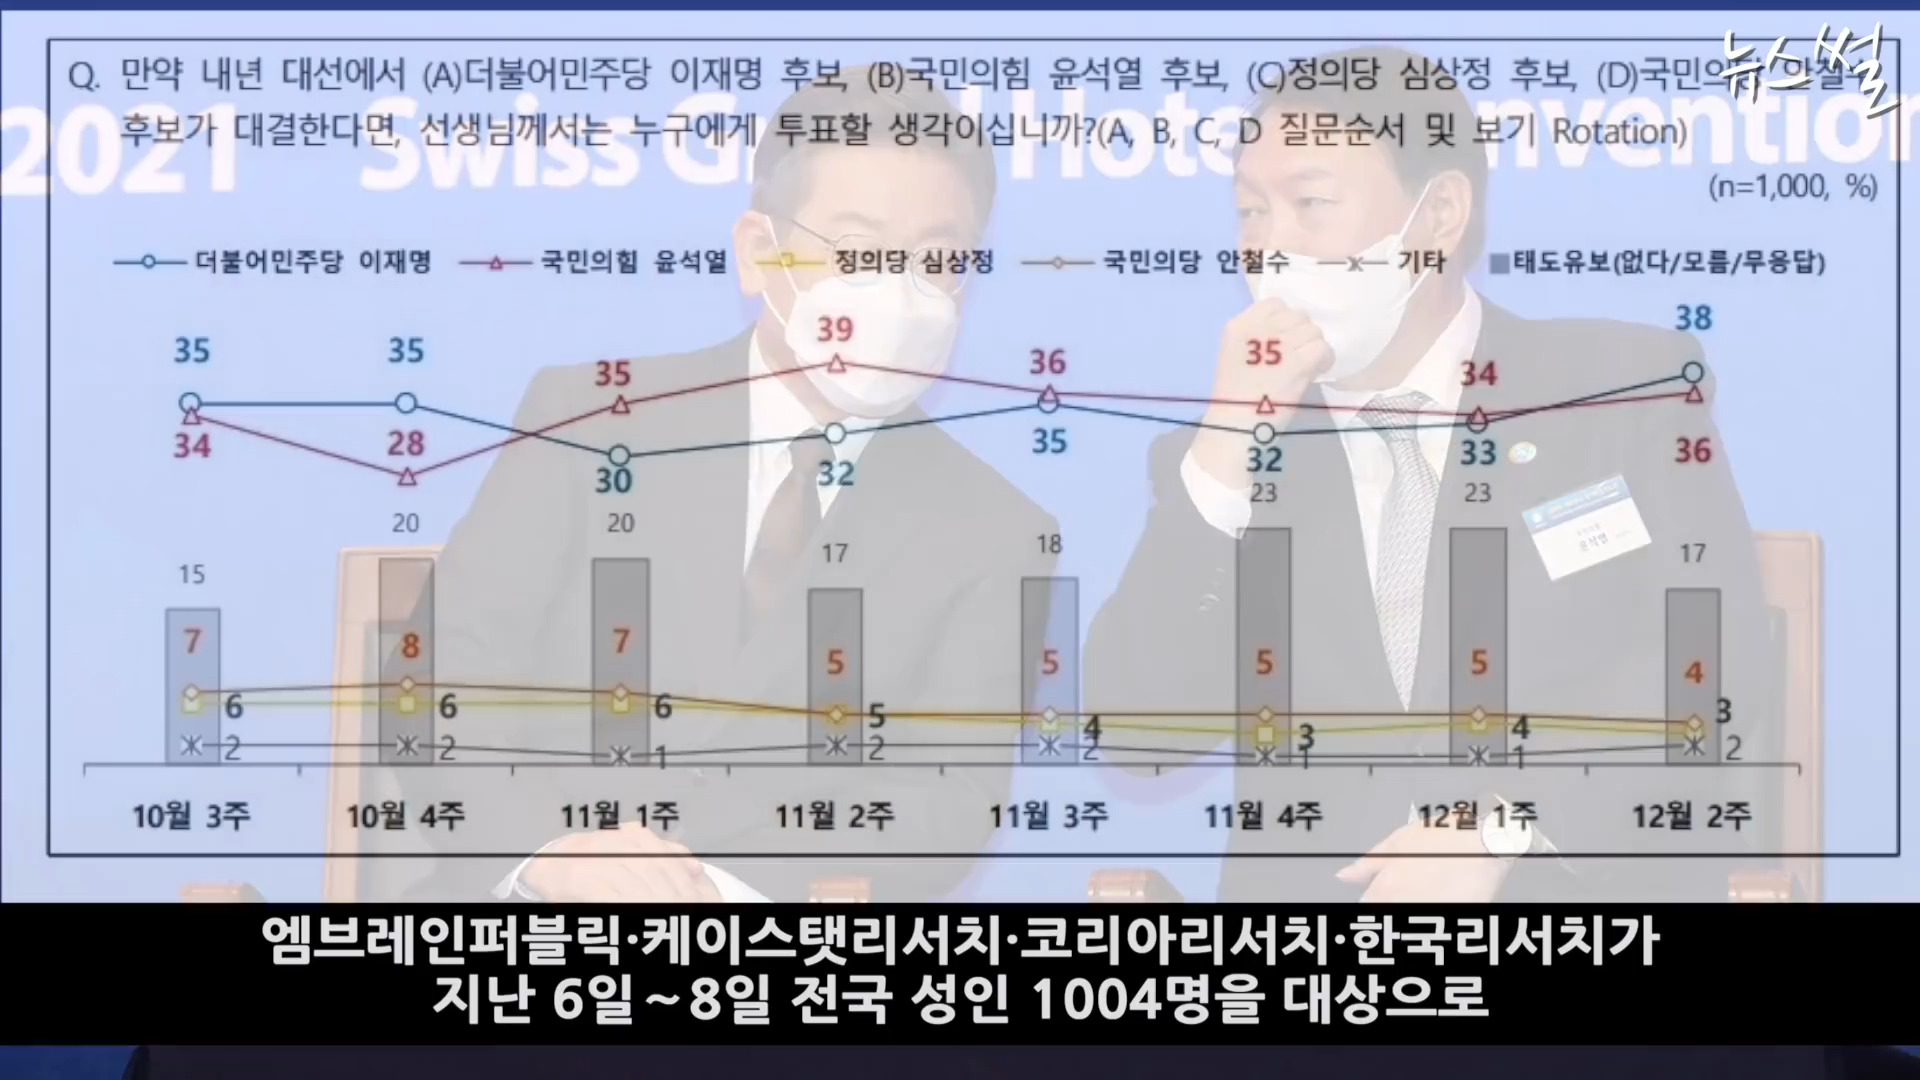 뉴스썰
Q. 만약 내년 대선에서 (A)더불어민주당 이재명 후보, (B)국민의힘 윤석열 후보, (C)정의당 심상정 후보, (D)국민의당
후보가 대결한다면, 선생님께서는 누구에게 투표할 생각이십니까?(A, B, C, D 질문순서 및 보기 Rotation)
2021 Swiss Grand Hotel Convention
(n=1,000, %)
더불어민주당 이재명 국민의힘 윤석열 정의당 심상정 국민의당 안철수 기타 태도유보(없다/모름/무용답)
35 35 35 39 36 35 34 38
34 28 30 32 35 32 33 36
15 20 20 17 18 23 23 17
7 8 7 5 5 5 5 4
6 6 6 5 4 3 4 3
2 2 1 2 2 1 1 2
윤석열
10월 3주 10월 4주 11월 1주 11월 2주 11월 3주 11월 4주 12월 1주 12월 2주
엠브레인퍼블릭·케이스탯리서치·코리아리서치·한국리서치가
지난 6일~8일 전국 성인 1004명을 대상으로